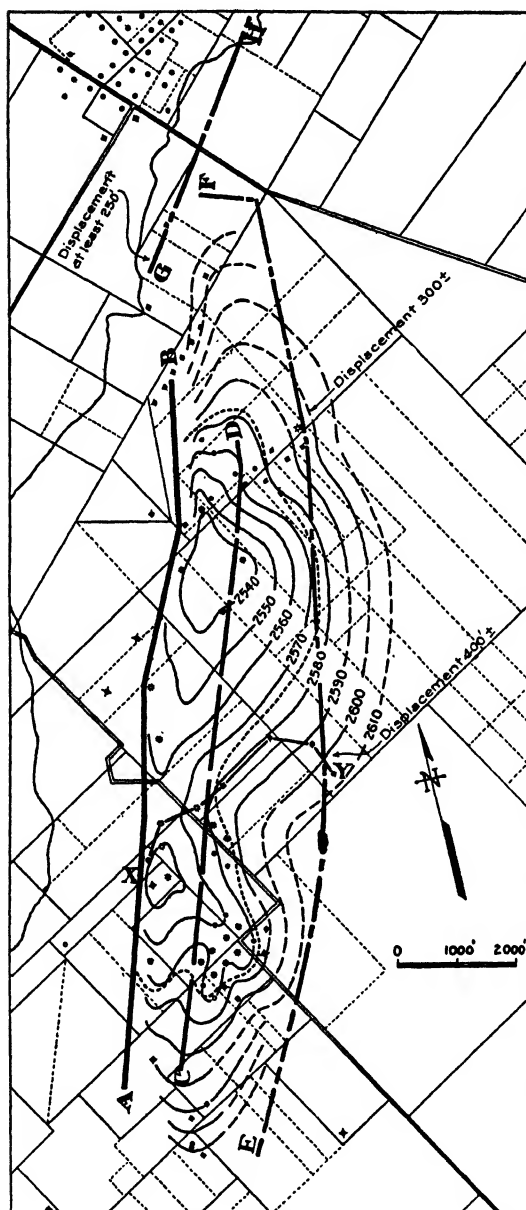 H
Displacement
at least 250'
F
G
B
Displacement 300 ±
D
2540
2550
2560
2570
2580
2590
2600
2610
Displacement 400' ±
Y
X
N
A
C
E
0 1000' 2000'